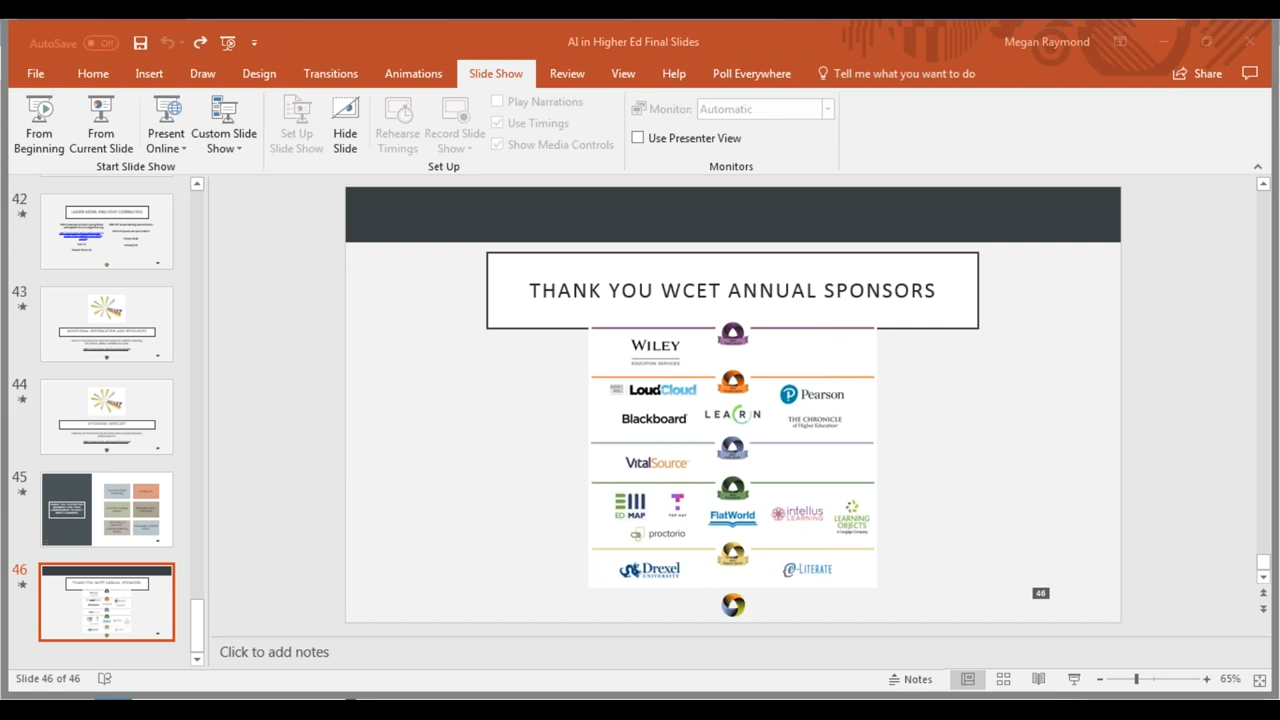 AutoSave Off
AI in Higher Ed Final Slides
Megan Raymond
File Home Insert Draw Design Transitions Animations Slide Show Review View Help Poll Everywhere Tell me what you want to do Share
From Beginning
From Current Slide
Present Online
Custom Slide Show
Start Slide Show
Set Up Slide Show
Hide Slide
Rehearse Timings
Record Slide Show
Play Narrations
Use Timings
Show Media Controls
Set Up
Monitor: Automatic
Use Presenter View
Monitors
42
43
44
45
46
THANK YOU WCET ANNUAL SPONSORS
WILEY
EDUCATION SERVICES
LoudCloud
Pearson
Blackboard
LEARN
THE CHRONICLE
of Higher Education
VitalSource
ED MAP
TOP HAT
FlatWorld
intellus
LEARNING
LEARNING
OBJECTS
A Cengage Company
proctorio
Drexel
UNIVERSITY
e-LITERATE
46
Click to add notes
Slide 46 of 46
Notes
65%